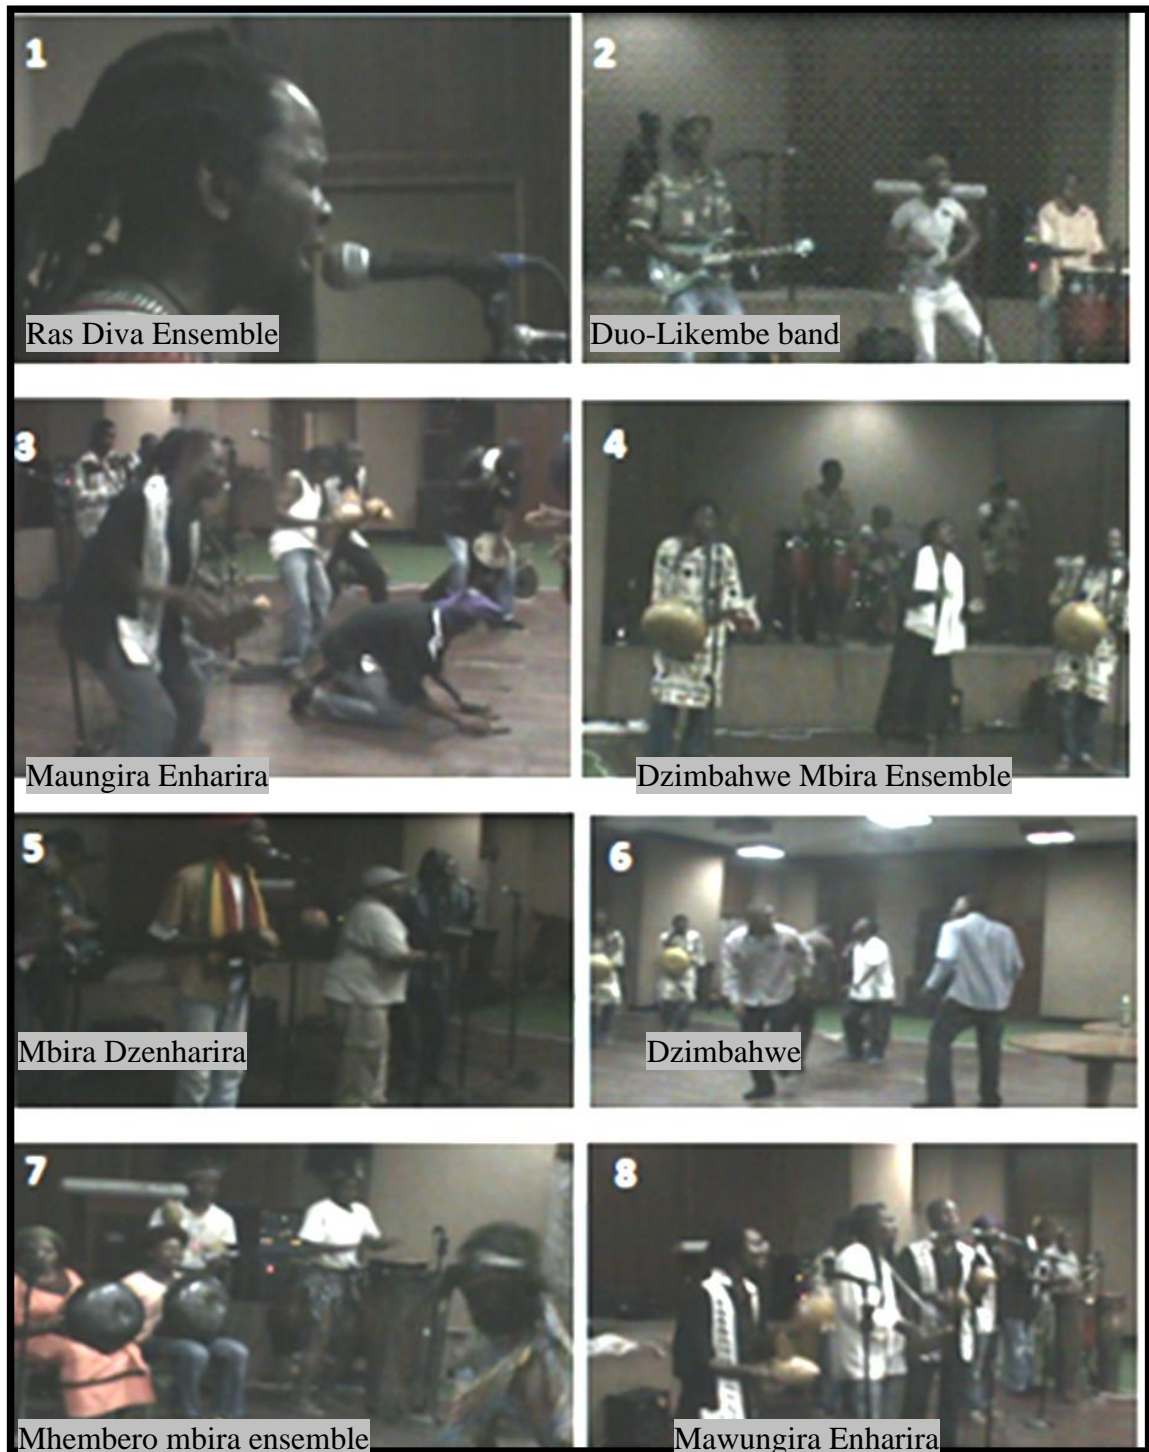 1
2
Ras Diva Ensemble
Duo-Likembe band
3
4
Maungira Enharira
Dzimbahwe Mbira Ensemble
5
6
Mbira Dzenharira
Dzimbahwe
7
8
Mhembero mbira ensemble
Mawungira Enharira